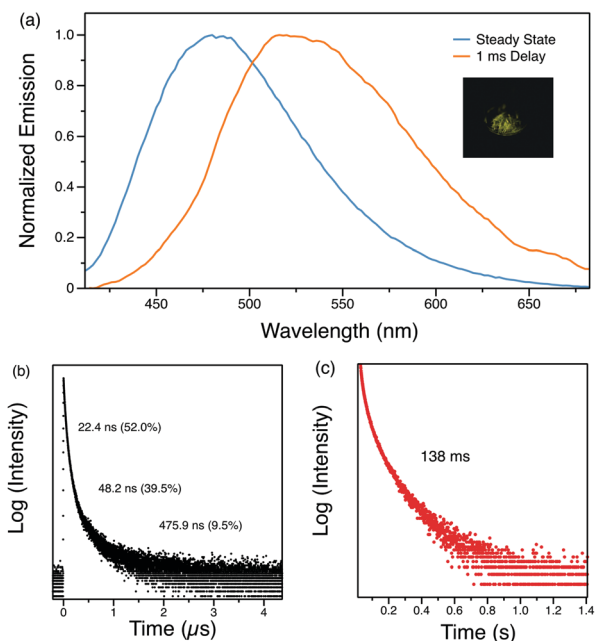 (a)
Steady State
1 ms Delay
Normalized Emission
1.0
0.8
0.6
0.4
0.2
0
450
500
550
600
650
Wavelength (nm)
(b)
22.4 ns (52.0%)
48.2 ns (39.5%)
475.9 ns (9.5%)
Log (Intensity)
0
1
2
3
4
Time (µs)
(c)
138 ms
Log (Intensity)
0.2
0.4
0.6
0.8
1.0
1.2
1.4
Time (s)